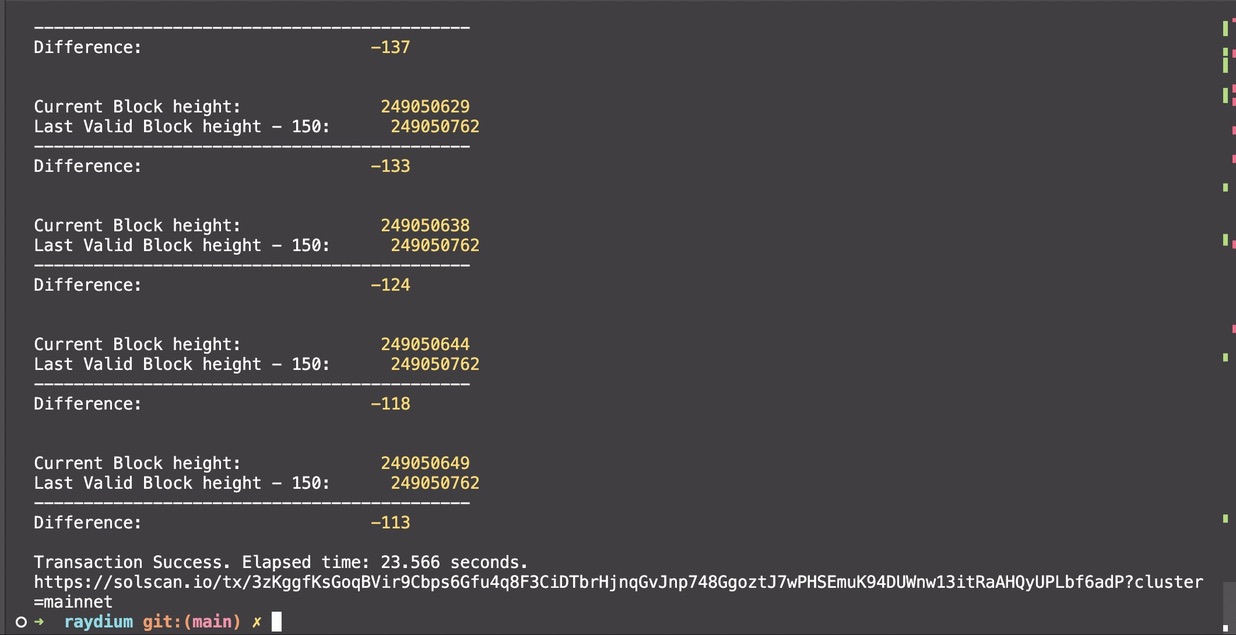 ------------------------------------------
Difference: -137
Current Block height: 249050629
Last Valid Block height - 150: 249050762
------------------------------------------
Difference: -133
Current Block height: 249050638
Last Valid Block height - 150: 249050762
------------------------------------------
Difference: -124
Current Block height: 249050644
Last Valid Block height - 150: 249050762
------------------------------------------
Difference: -118
Current Block height: 249050649
Last Valid Block height - 150: 249050762
------------------------------------------
Difference: -113
Transaction Success. Elapsed time: 23.566 seconds.
https://solscan.io/tx/3zKggfKsGoqBVir9Cbps6Gfu4q8F3CiDTbrHjnqGvJnp748GgoztJ7wPHSEmuK94DUWnw13itRaAHQyUPLbf6adP?cluster
=mainnet
➜ raydium git:(main) ✗